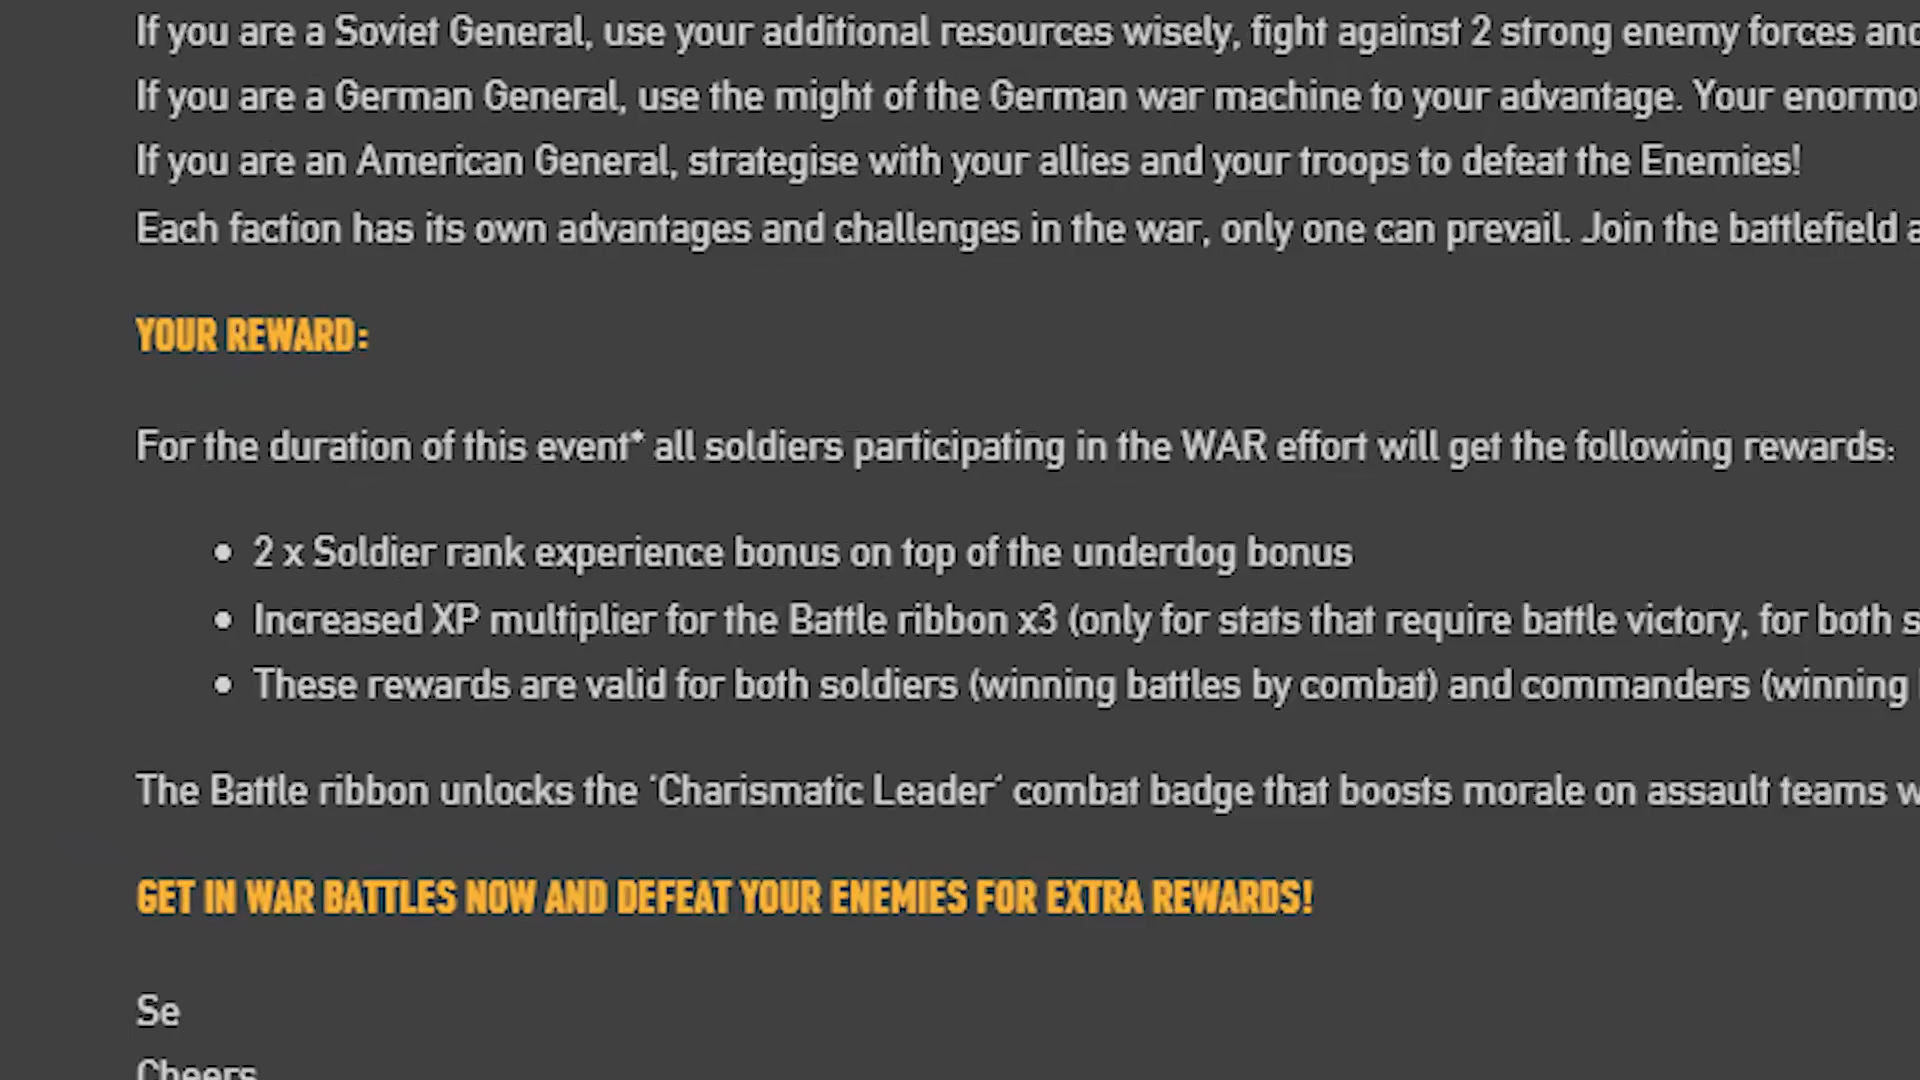 If you are a Soviet General, use your additional resources wisely, fight against 2 strong enemy forces and
If you are a German General, use the might of the German war machine to your advantage. Your
If you are an American General, strategise with your allies and your troops to defeat the Enemies!
Each faction has its own advantages and challenges in the war, only one can prevail. Join the battlefield
YOUR REWARD:
For the duration of this event* all soldiers participating in the WAR effort will get the following rewards:
• 2 x Soldier rank experience bonus on top of the underdog bonus
• Increased XP multiplier for the Battle ribbon x3 (only for stats that require battle victory, for both
• These rewards are valid for both soldiers (winning battles by combat) and commanders (winning
The Battle ribbon unlocks the 'Charismatic Leader' combat badge that boosts morale on assault teams
GET IN WAR BATTLES NOW AND DEFEAT YOUR ENEMIES FOR EXTRA REWARDS!
Se
Cheers